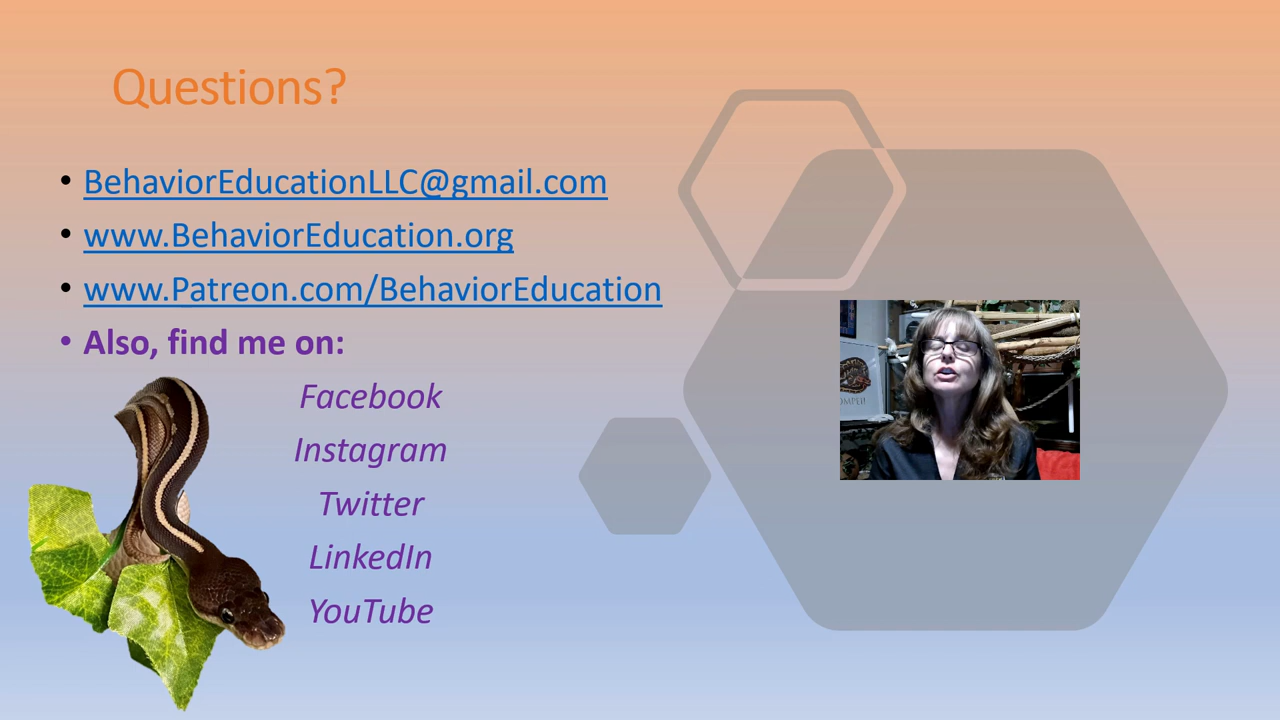 Questions?
• BehaviorEducationLLC@gmail.com
• www.BehaviorEducation.org
• www.Patreon.com/BehaviorEducation
• Also, find me on:
Facebook
Instagram
Twitter
LinkedIn
YouTube